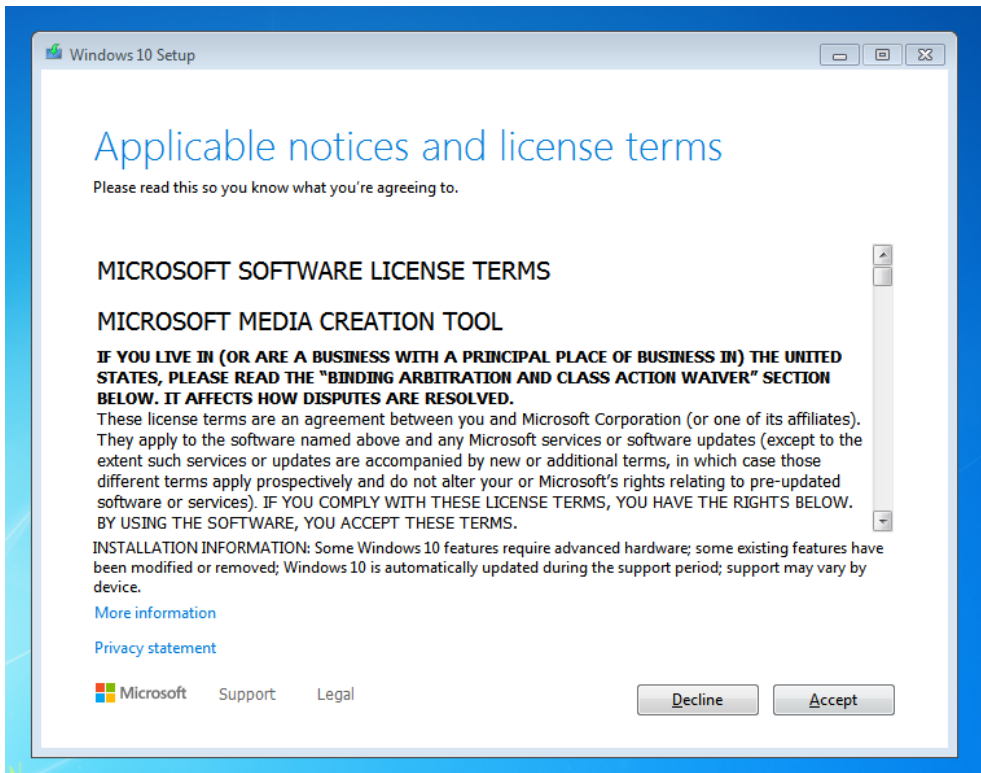 Windows 10 Setup
Applicable notices and license terms
Please read this so you know what you're agreeing to.
MICROSOFT SOFTWARE LICENSE TERMS
MICROSOFT MEDIA CREATION TOOL
IF YOU LIVE IN (OR ARE A BUSINESS WITH A PRINCIPAL PLACE OF BUSINESS IN) THE UNITED
STATES, PLEASE READ THE “BINDING ARBITRATION AND CLASS ACTION WAIVER” SECTION
BELOW. IT AFFECTS HOW DISPUTES ARE RESOLVED.
These license terms are an agreement between you and Microsoft Corporation (or one of its affiliates).
They apply to the software named above and any Microsoft services or software updates (except to the
extent such services or updates are accompanied by new or additional terms, in which case those
different terms apply prospectively and do not alter your or Microsoft’s rights relating to pre-updated
software or services). IF YOU COMPLY WITH THESE LICENSE TERMS, YOU HAVE THE RIGHTS BELOW.
BY USING THE SOFTWARE, YOU ACCEPT THESE TERMS.
INSTALLATION INFORMATION: Some Windows 10 features require advanced hardware; some existing features have
been modified or removed; Windows 10 is automatically updated during the support period; support may vary by
device.
More information
Privacy statement
Microsoft Support Legal Decline Accept